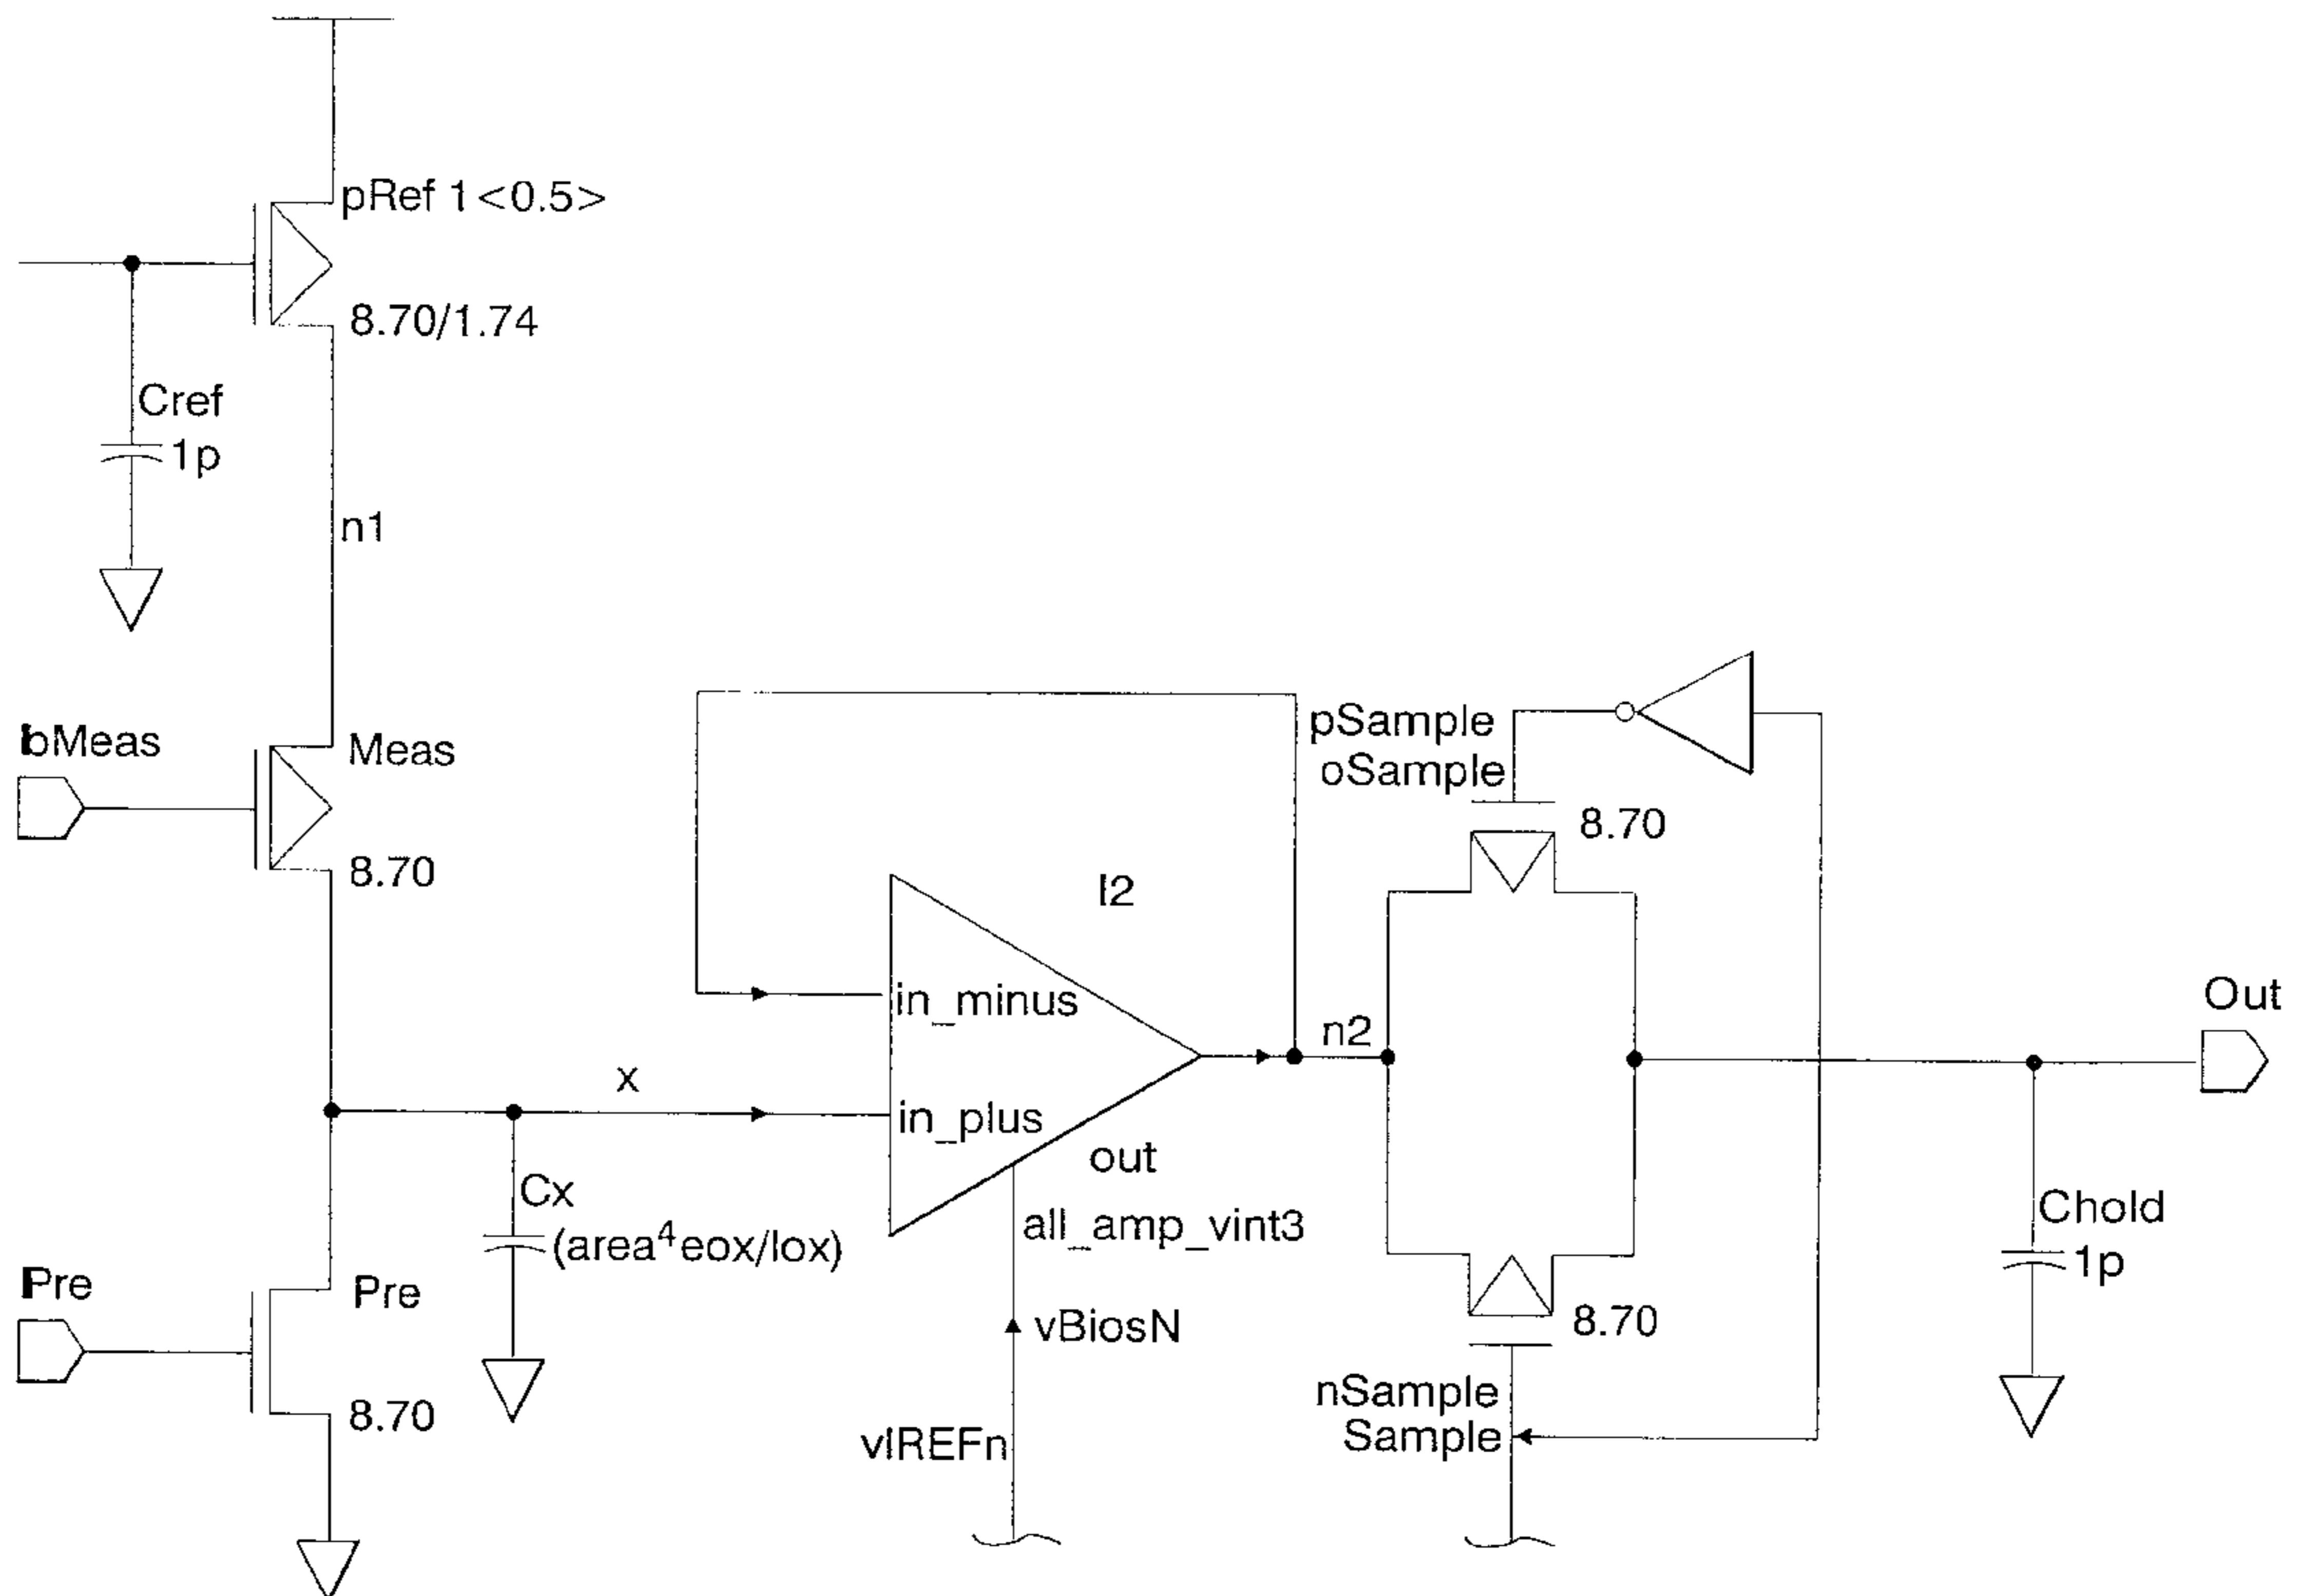 pRef 1<0.5>
8.70/1.74
Cref
1p
n1
bMeas
Meas
8.70
pSample
oSample
8.70
I2
in_minus
n2
Out
x
in_plus
out
Cx
(area⁴eox/lox)
all_amp_vint3
Chold
1p
Pre
Pre
8.70
vBiosN
8.70
nSample
Sample
vIREFn